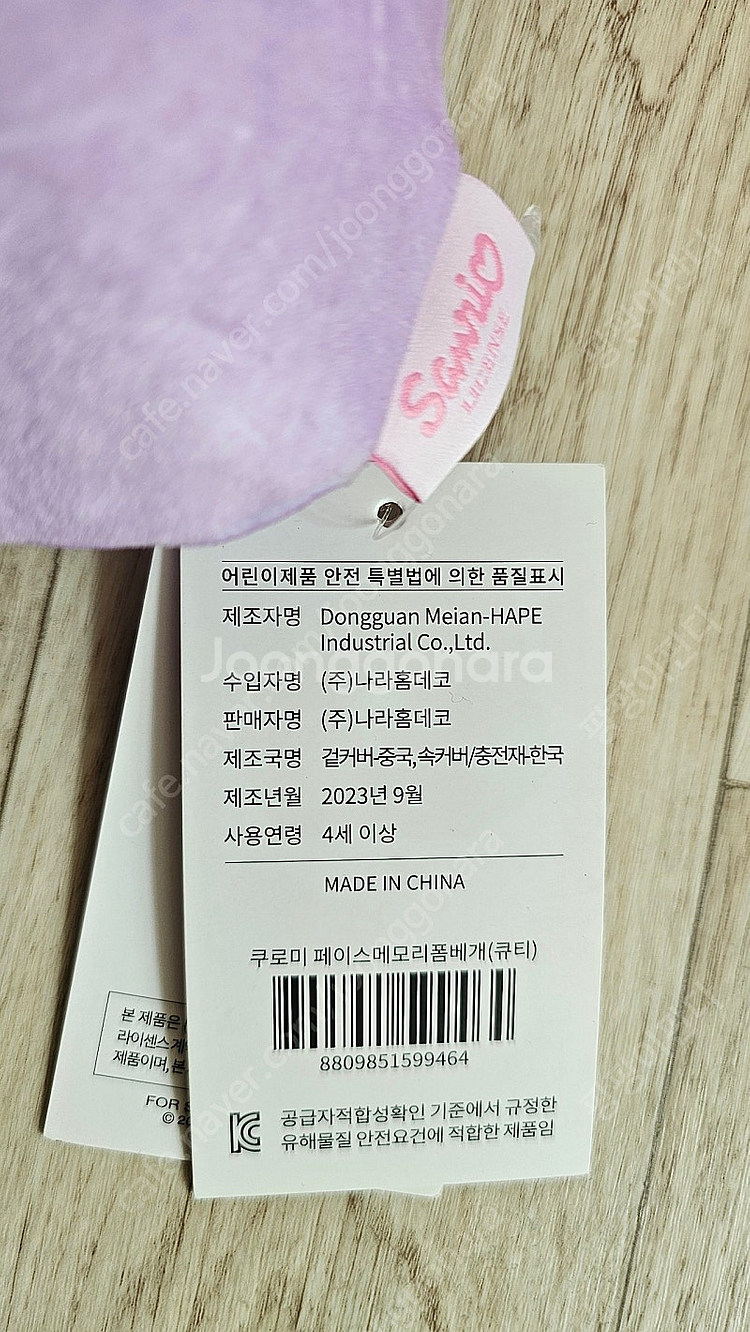 Sanrio
LICENSE
어린이제품 안전 특별법에 의한 품질표시
제조자명 Dongguan Meian-HAPE
Industrial Co.,Ltd.
Joonggonara
수입자명 (주)나라홈데코
판매자명 (주)나라홈데코
제조국명 겉커버-중국,속커버/충전재-한국
제조년월 2023년 9월
사용연령 4세 이상
MADE IN CHINA
쿠로미 페이스메모리폼베개(큐티)
8809851599464
공급자적합성확인 기준에서 규정한
유해물질 안전요건에 적합한 제품임
본 제품은
라이센스계
제품이며, 본
FOR S
© 20
cafe.naver.com/joonggonara